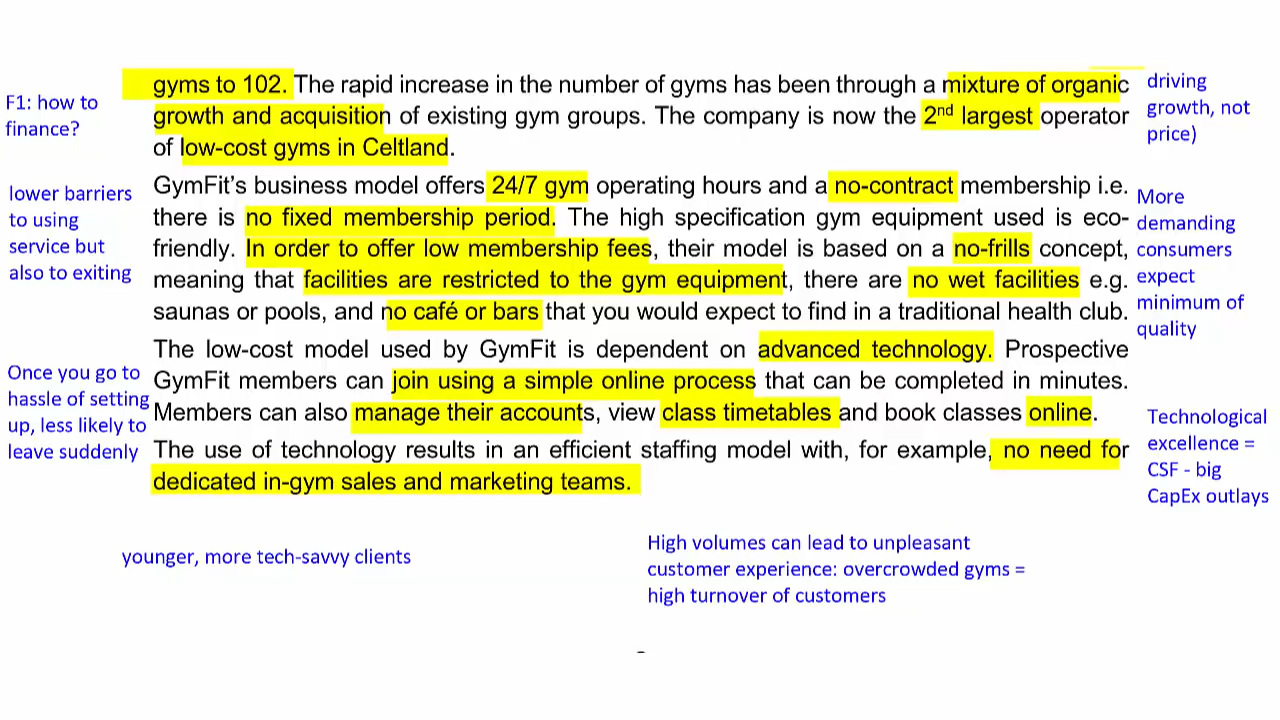 gyms to 102. The rapid increase in the number of gyms has been through a mixture of organic
growth and acquisition of existing gym groups. The company is now the 2nd largest operator
of low-cost gyms in Celtland.
GymFit's business model offers 24/7 gym operating hours and a no-contract membership i.e.
there is no fixed membership period. The high specification gym equipment used is eco-
friendly. In order to offer low membership fees, their model is based on a no-frills concept,
meaning that facilities are restricted to the gym equipment, there are no wet facilities e.g.
saunas or pools, and no café or bars that you would expect to find in a traditional health club.
The low-cost model used by GymFit is dependent on advanced technology. Prospective
GymFit members can join using a simple online process that can be completed in minutes.
Members can also manage their accounts, view class timetables and book classes online.
The use of technology results in an efficient staffing model with, for example, no need for
dedicated in-gym sales and marketing teams.
F1: how to
finance?
lower barriers
to using
service but
also to exiting
Once you go to
hassle of setting
up, less likely to
leave suddenly
driving
growth, not
price)
More
demanding
consumers
expect
minimum of
quality
Technological
excellence =
CSF - big
CapEx outlays
younger, more tech-savvy clients
High volumes can lead to unpleasant
customer experience: overcrowded gyms =
high turnover of customers